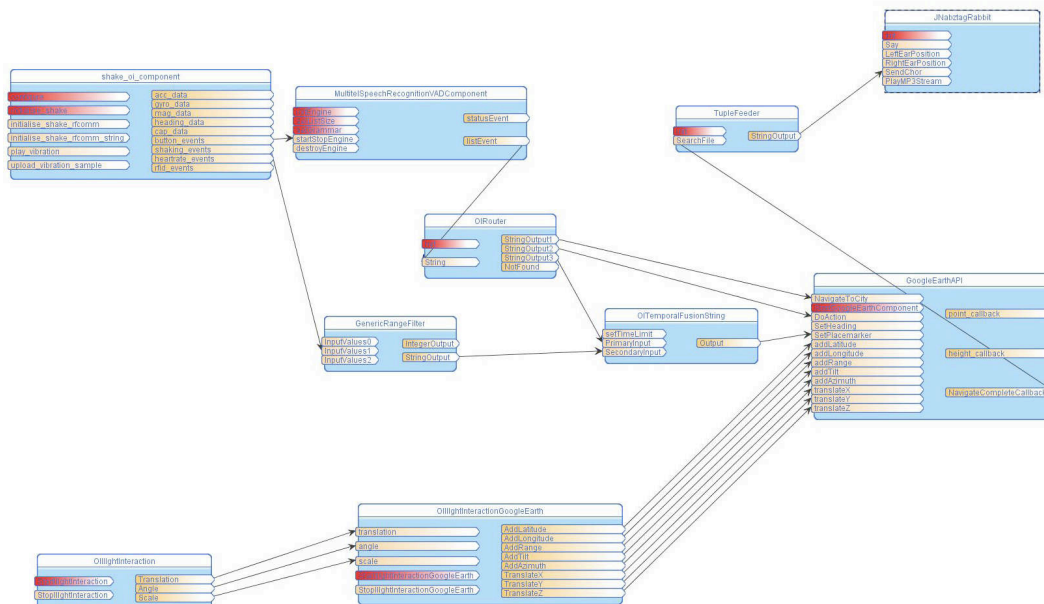 JNabztagRabbit
Say
LeftEarPosition
RightEarPosition
SendChor
PlayMP3Stream
shake_oi_component
initialise_shake_rfcomm
initialise_shake_rfcomm_string
play_vibration
upload_vibration_sample
acc_data
gyro_data
mag_data
heading_data
cap_data
button_events
shaking_events
heartrate_events
rfid_events
MultitelSpeechRecognitionVADComponent
startStopEngine
destroyEngine
statusEvent
listEvent
TupleFeeder
SearchFile
StringOutput
OIRouter
String
StringOutput1
StringOutput2
StringOutput3
NotFound
GenericRangeFilter
InputValues0
InputValues1
InputValues2
IntegerOutput
StringOutput
OITemporalFusionString
setTimeLimit
PrimaryInput
SecondaryInput
Output
GoogleEarthAPI
NavigateToCity
DoAction
SetHeading
SetPlacemarker
addLatitude
addLongitude
addRange
addTilt
addAzimuth
translateX
translateY
translateZ
point_callback
height_callback
NavigateCompleteCallback
OIIlightInteractionGoogleEarth
translation
angle
scale
StopIlightInteractionGoogleEarth
AddLatitude
AddLongitude
AddRange
AddTilt
AddAzimuth
TranslateX
TranslateY
TranslateZ
OIIlightInteraction
StopIlightInteraction
Translation
Angle
Scale